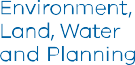 Environment,
Land, Water
and Planning